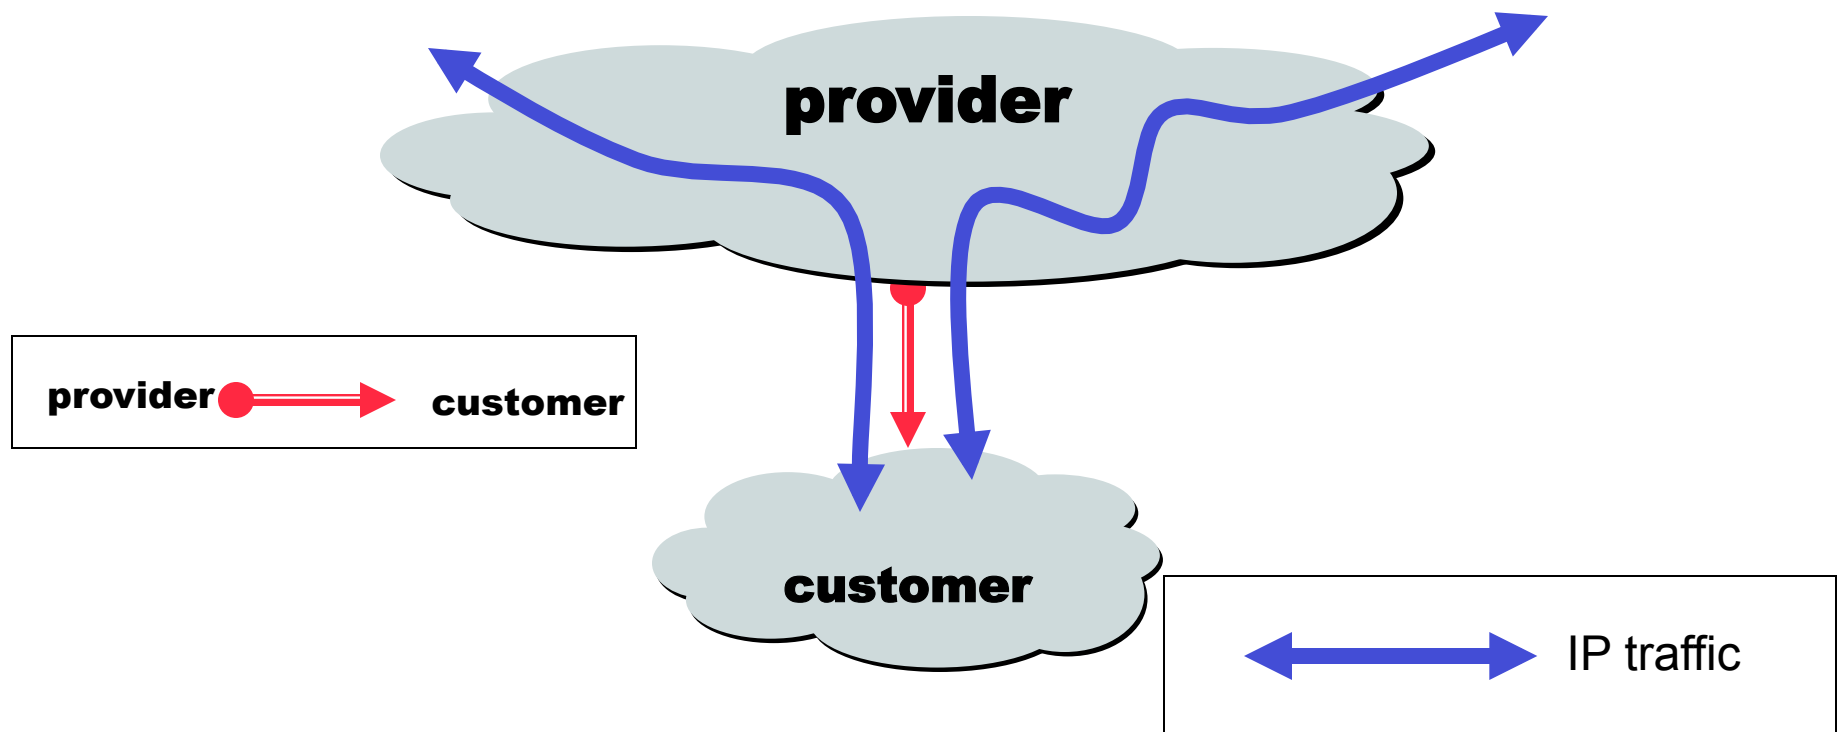 provider
provider
customer
customer
IP traffic